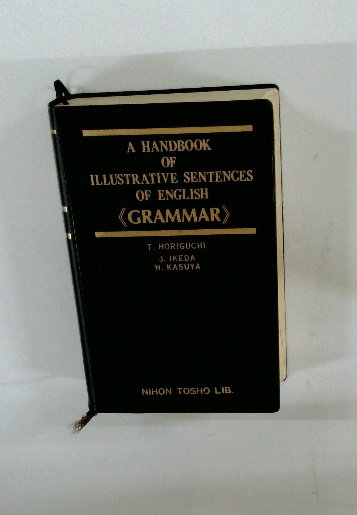 A HANDBOOK
OF
ILLUSTRATIVE SENTENCES
OF ENGLISH
《GRAMMAR》
T. HORIGUCHI
J. IKEDA
H. KASUYA
NIHON TOSHO LIB.